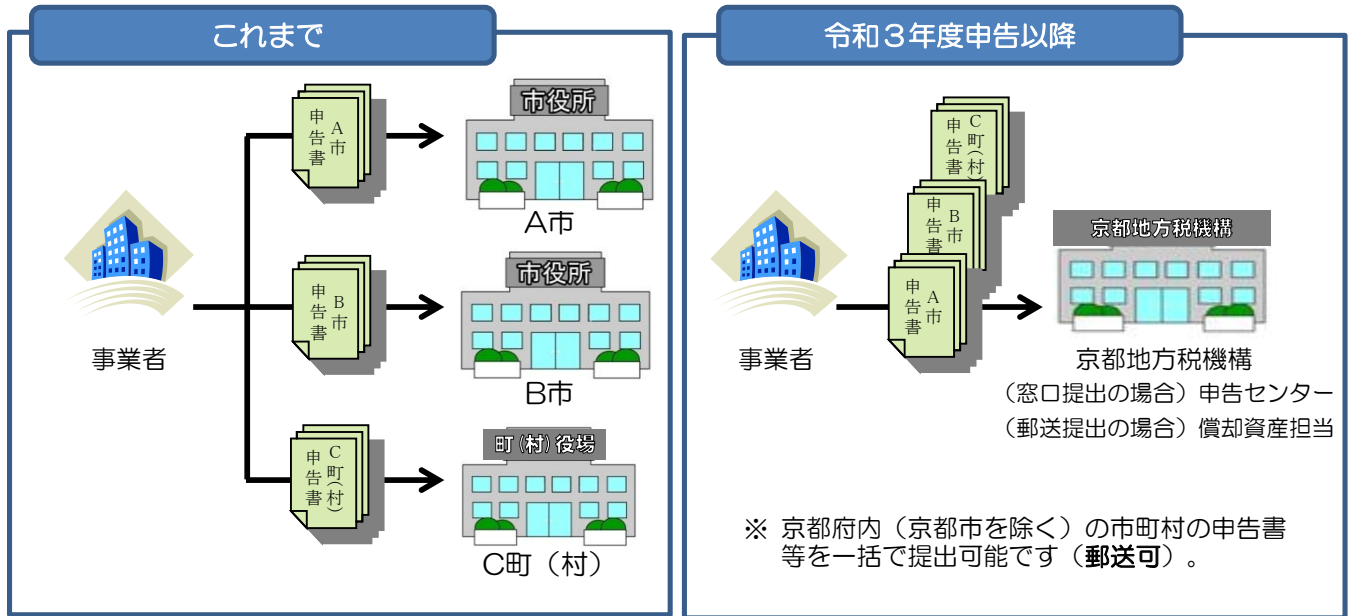 これまで
申告書
A市
市役所
A市
事業者
申告書
B市
市役所
B市
申告書
C町(村)
町(村)役場
C町（村）
令和３年度申告以降
申告書
C町(村)
申告書
B市
申告書
A市
事業者
京都地方税機構
京都地方税機構
（窓口提出の場合）申告センター
（郵送提出の場合）償却資産担当
※ 京都府内（京都市を除く）の市町村の申告書
等を一括で提出可能です（郵送可）。